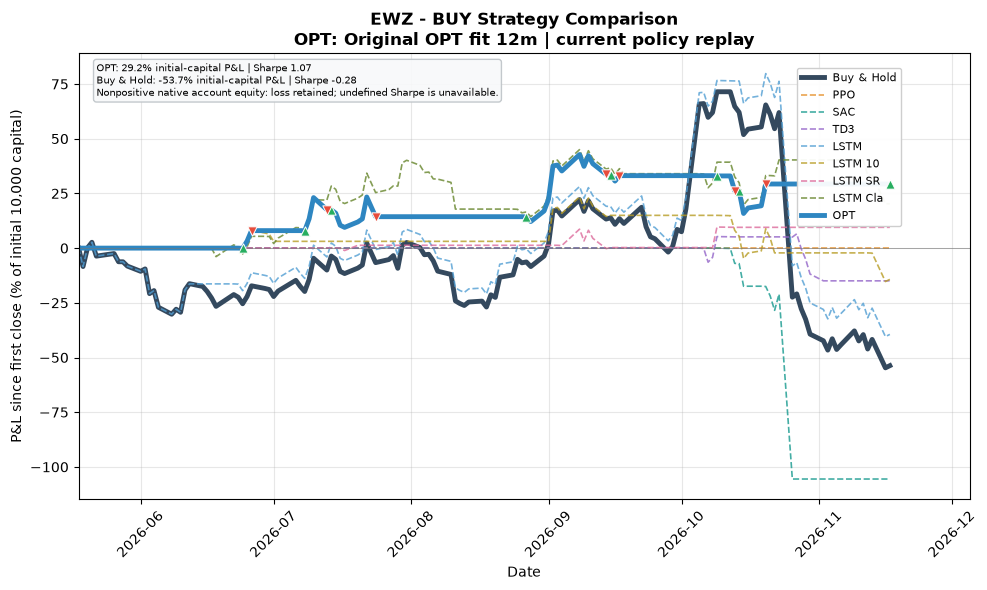 EWZ - BUY Strategy Comparison
OPT: Original OPT fit 12m | current policy replay
OPT: 29.2% initial-capital P&L | Sharpe 1.07
Buy & Hold: -53.7% initial-capital P&L | Sharpe -0.28
Nonpositive native account equity: loss retained; undefined Sharpe is unavailable.
Buy & Hold
PPO
SAC
TD3
LSTM
LSTM 10
LSTM SR
LSTM Cla
OPT
P&L since first close (% of initial 10,000 capital)
75
50
25
0
−25
−50
−75
−100
2026-06
2026-07
2026-08
2026-09
2026-10
2026-11
2026-12
Date